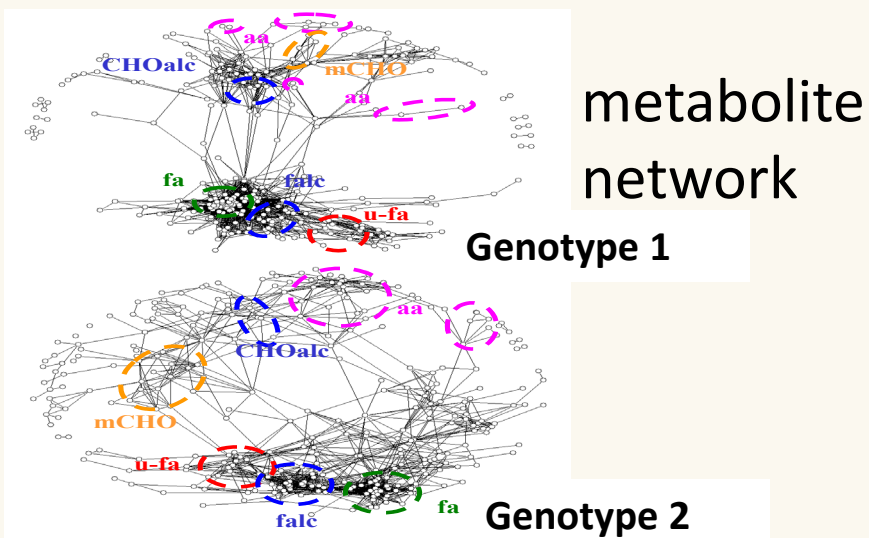 aa
CHOalc
mCHO
aa
metabolite
network
fa
falc
u-fa
Genotype 1
aa
CHOalc
mCHO
u-fa
falc
fa
Genotype 2